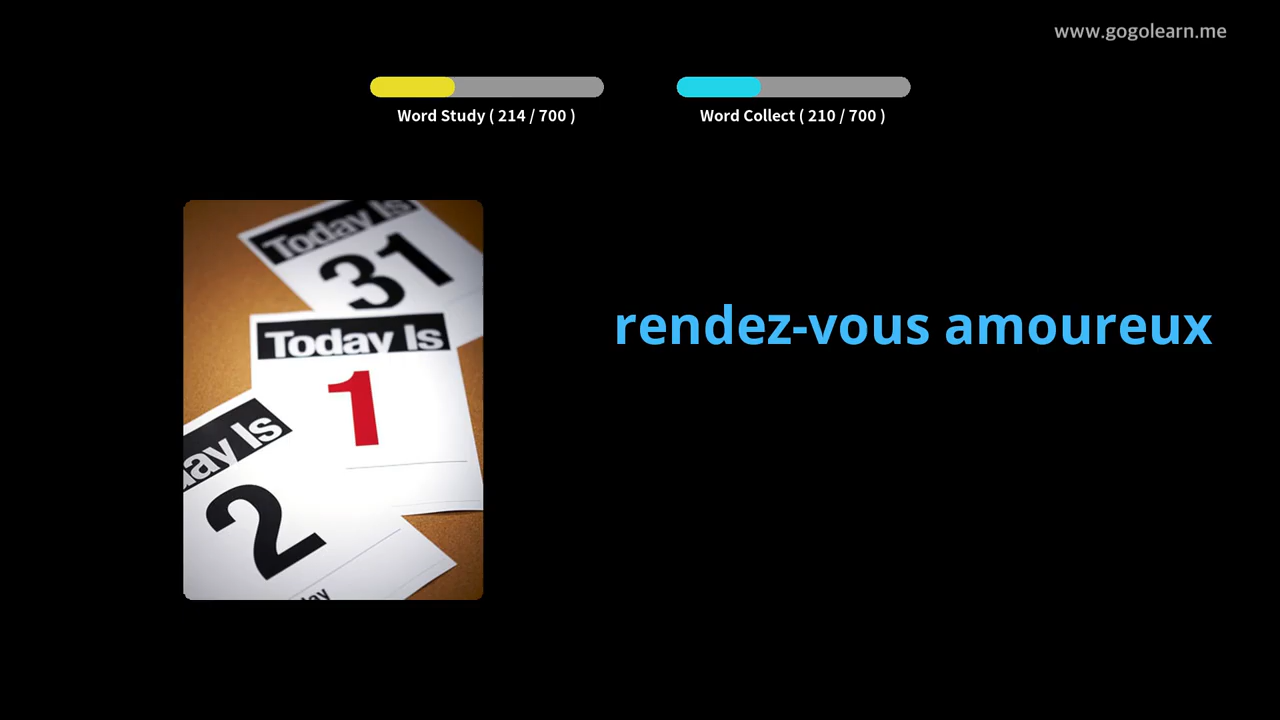 www.gogolearn.me
Word Study ( 214 / 700 )
Word Collect ( 210 / 700 )
Today Is
31
Today Is
1
rendez-vous amoureux
ay Is
2
ay